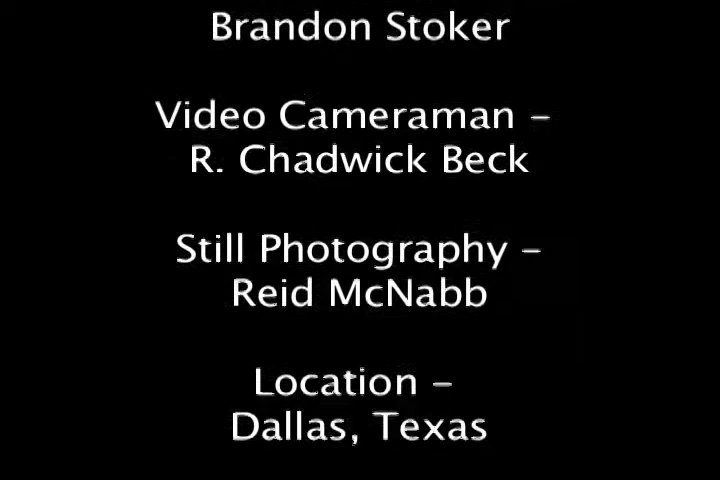 Brandon Stoker
Video Cameraman –
R. Chadwick Beck
Still Photography –
Reid McNabb
Location –
Dallas, Texas